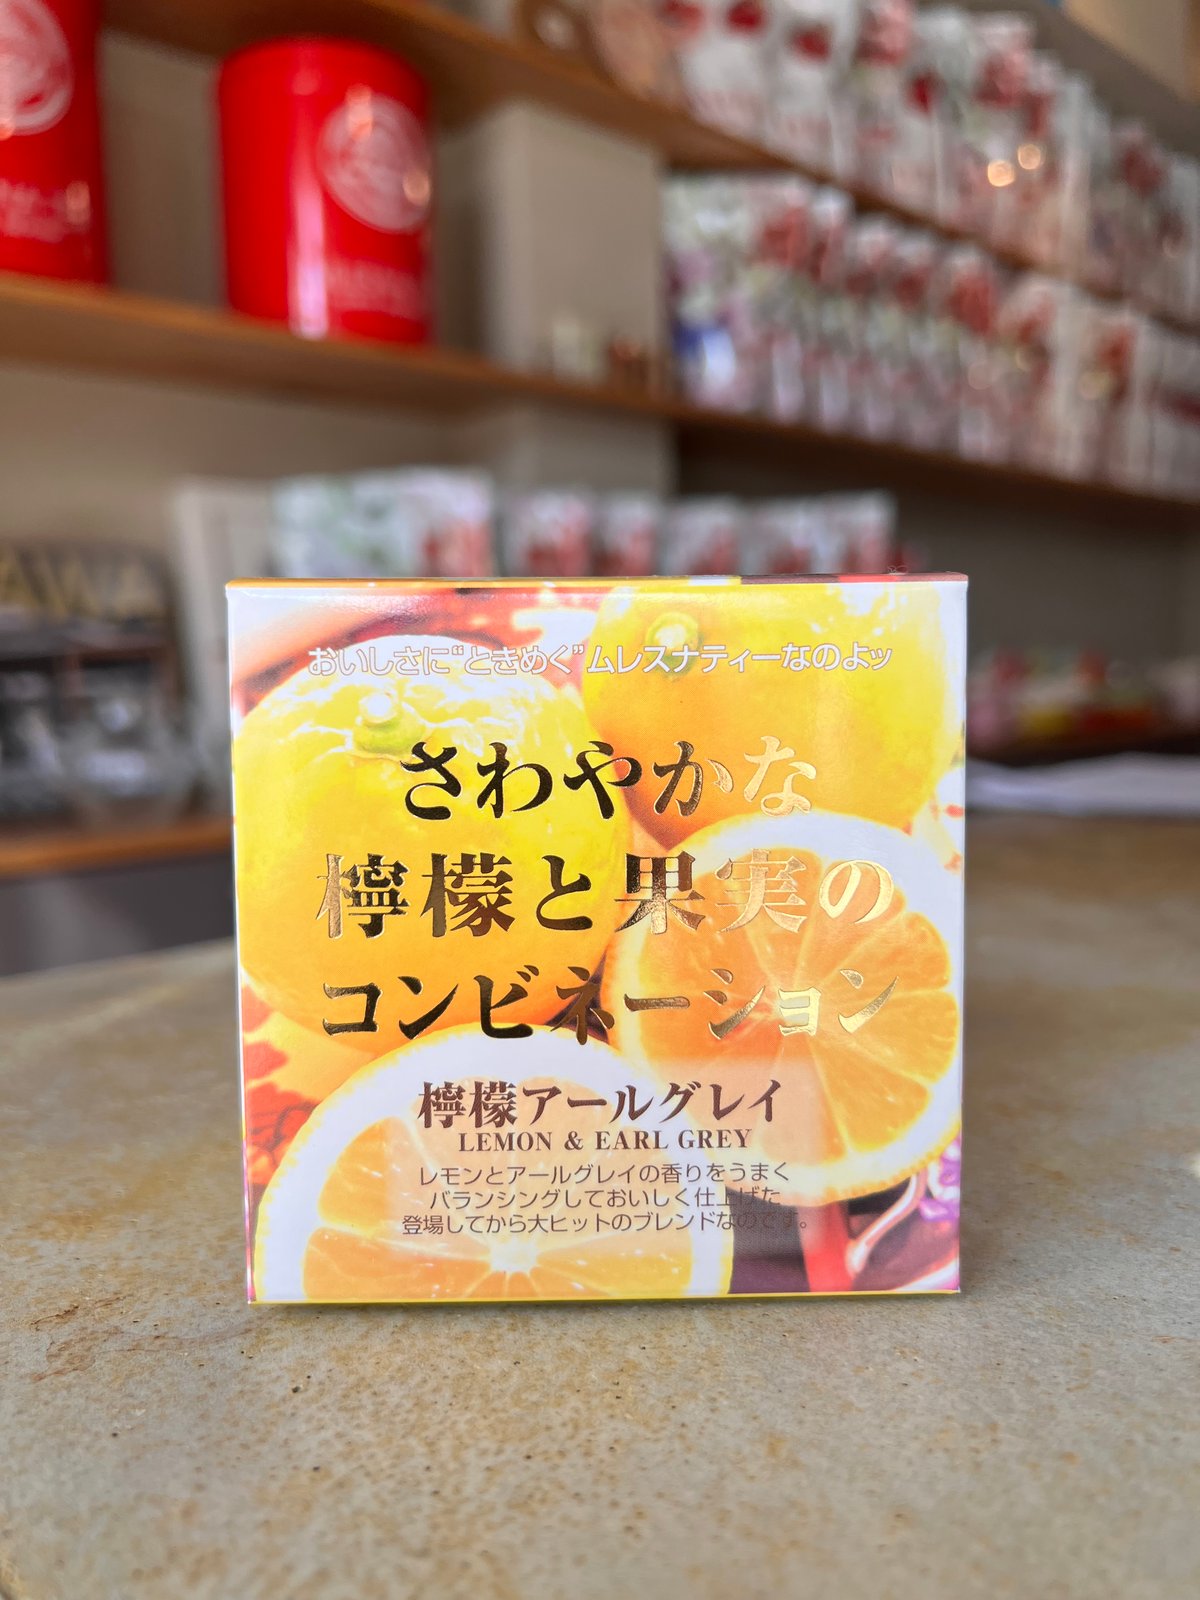 おいしさに"ときめく"ムレスナティーなのよッ
さわやかな
檸檬と果実の
コンビネーション
檸檬アールグレイ
LEMON & EARL GREY
レモンとアールグレイの香りをうまく
バランシングしておいしく仕上げた
登場してから大ヒットのブレンドなのです。